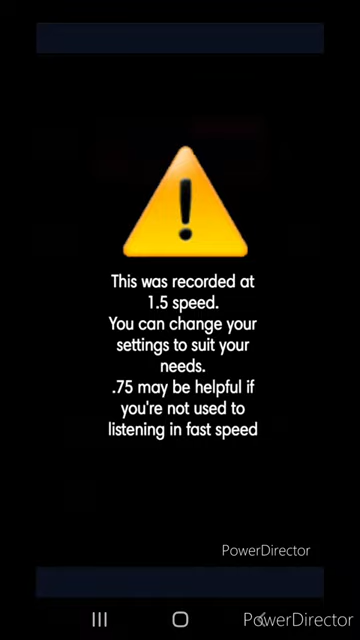 This was recorded at
1.5 speed.
You can change your
settings to suit your
needs.
.75 may be helpful if
you're not used to
listening in fast speed
PowerDirector
PowerDirector